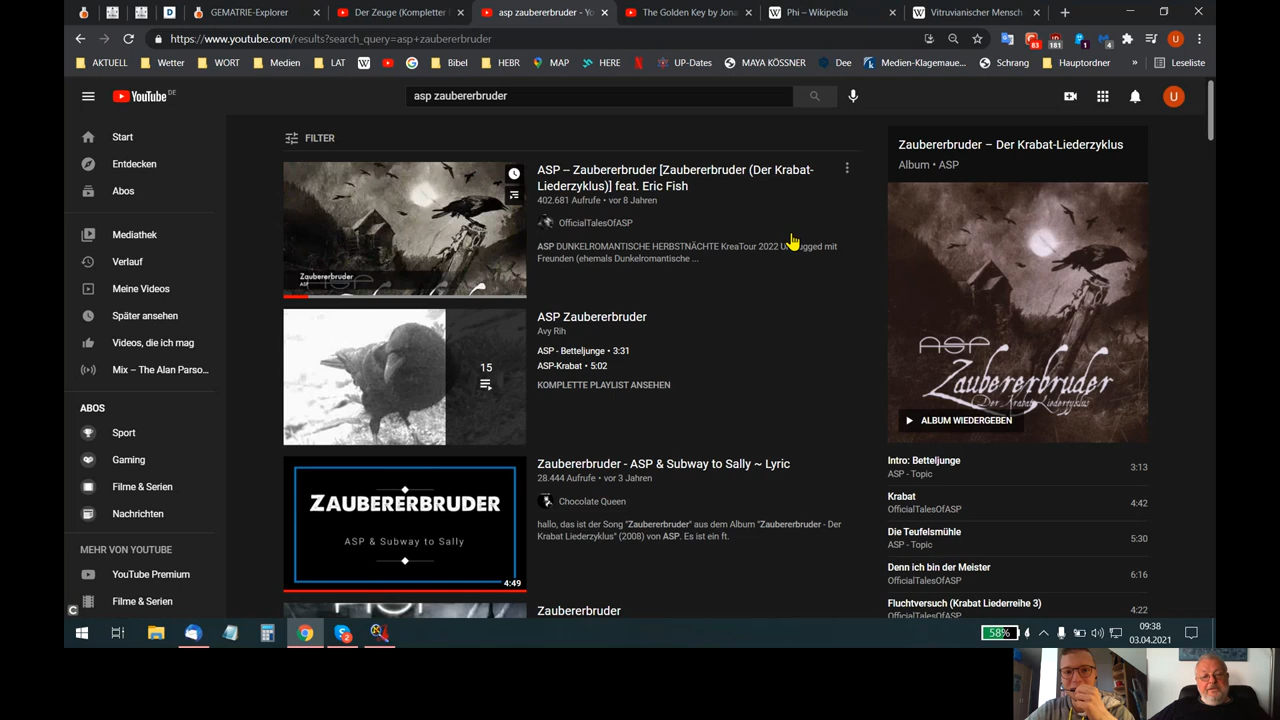 GEMATRIE-Explorer
Der Zeuge (Kompletter
asp zaubererbruder - Yo
The Golden Key by Jona
Phi – Wikipedia
Vitruvianischer Mensch
https://www.youtube.com/results?search_query=asp+zaubererbruder
83
181
1
4
U
AKTUELL
Wetter
WORT
Medien
LAT
Bibel
HEBR
MAP
HERE
UP-Dates
MAYA KÖSSNER
Dee
Medien-Klagemaue...
Schrang
Hauptordner
»
Leseliste
YouTube DE
asp zaubererbruder
U
Start
Entdecken
Abos
Mediathek
Verlauf
Meine Videos
Später ansehen
Videos, die ich mag
Mix – The Alan Parso...
ABOS
Sport
Gaming
Filme & Serien
Nachrichten
MEHR VON YOUTUBE
YouTube Premium
Filme & Serien
FILTER
Zaubererbruder
ASP
ASP – Zaubererbruder [Zaubererbruder (Der Krabat-
Liederzyklus)] feat. Eric Fish
402.681 Aufrufe • vor 8 Jahren
OfficialTalesOfASP
ASP DUNKELROMANTISCHE HERBSTNÄCHTE KreaTour 2022 mit
Freunden (ehemals Dunkelromantische ...
15
ASP Zaubererbruder
Avy Rih
ASP - Betteljunge • 3:31
ASP-Krabat • 5:02
KOMPLETTE PLAYLIST ANSEHEN
ZAUBERERBRUDER
ASP & Subway to Sally
4:49
Zaubererbruder - ASP & Subway to Sally ~ Lyric
28.444 Aufrufe • vor 3 Jahren
Chocolate Queen
hallo, das ist der Song "Zaubererbruder" aus dem Album "Zaubererbruder - Der
Krabat Liederzyklus" (2008) von ASP. Es ist ein ft.
Zaubererbruder
Zaubererbruder – Der Krabat-Liederzyklus
Album • ASP
ASP
Zaubererbruder
Der Krabat-Liederzyklus
ALBUM WIEDERGEBEN
Intro: Betteljunge
ASP - Topic
3:13
Krabat
OfficialTalesOfASP
4:42
Die Teufelsmühle
ASP - Topic
5:30
Denn ich bin der Meister
OfficialTalesOfASP
6:16
Fluchtversuch (Krabat Liederreihe 3)
OfficialTalesOfASP
4:22
58%
09:38
03.04.2021